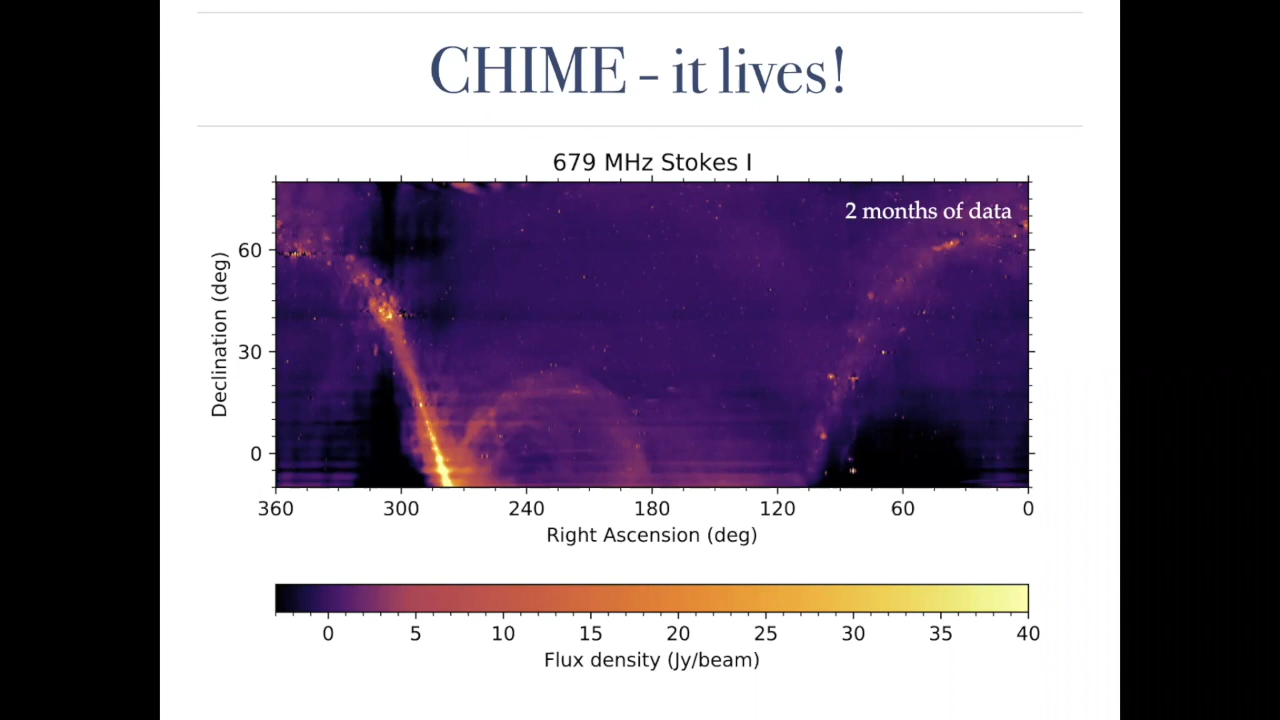 CHIME – it lives!
679 MHz Stokes I
2 months of data
Declination (deg)
60
30
0
360 300 240 180 120 60 0
Right Ascension (deg)
0 5 10 15 20 25 30 35 40
Flux density (Jy/beam)